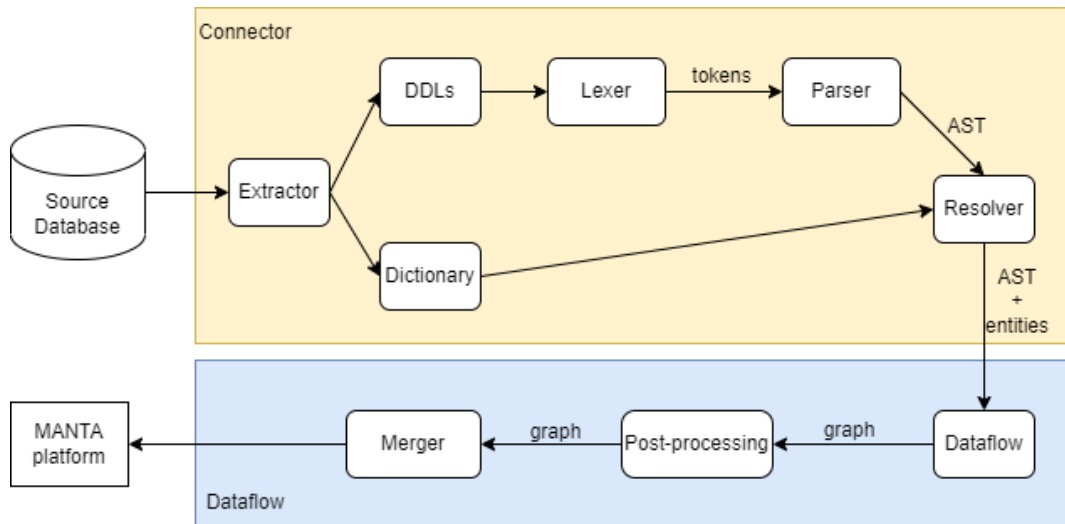 Connector
DDLs
Lexer
tokens
Parser
AST
Source
Database
Extractor
Resolver
Dictionary
AST
+
entities
MANTA
platform
Merger
graph
Post-processing
graph
Dataflow
Dataflow